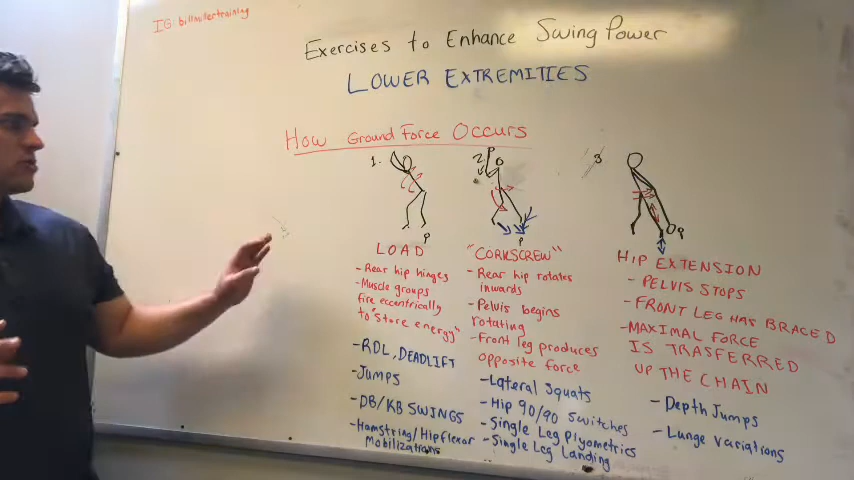 IG: billmillertraining
Exercises to Enhance Swing Power
LOWER EXTREMITIES
How Ground Force Occurs
1.
2
3
LOAD
- Rear hip hinges
- Muscle groups
fire eccentrically
to "store energy"
- RDL, DEADLIFT
- Jumps
- DB/KB SWINGS
- Hamstring/Hipflexor
Mobilizations
"CORKSCREW"
- Rear hip rotates
inwards
- Pelvis begins
rotating
- Front leg produces
opposite force
- Lateral Squats
- Hip 90/90 Switches
- Single Leg Plyometrics
- Single Leg Landing
HIP EXTENSION
- PELVIS STOPS
- FRONT LEG HAS BRACED
- MAXIMAL FORCE
IS TRASFERRED
UP THE CHAIN
- Depth Jumps
- Lunge variations